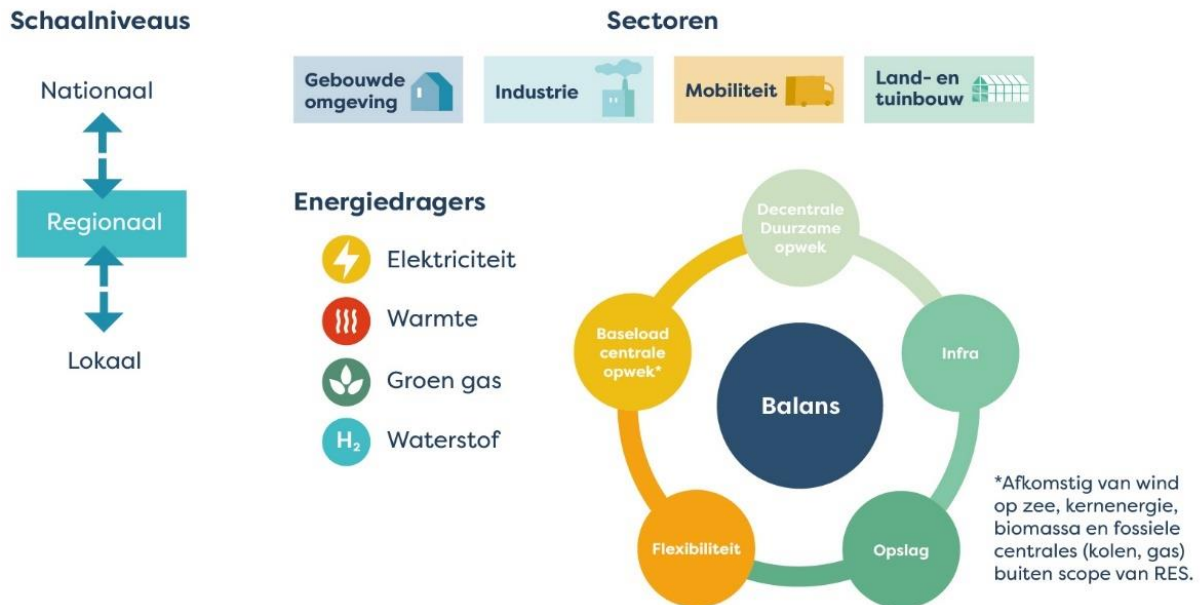 Schaalniveaus
Nationaal
Regionaal
Lokaal
Sectoren
Gebouwde
omgeving
Industrie
Mobiliteit
Land- en
tuinbouw
Energiedragers
Elektriciteit
Warmte
Groen gas
H₂
Waterstof
Decentrale
Duurzame
opwek
Baseload
centrale
opwek*
Infra
Balans
Flexibiliteit
Opslag
*Afkomstig van wind
op zee, kernenergie,
biomassa en fossiele
centrales (kolen, gas)
buiten scope van RES.